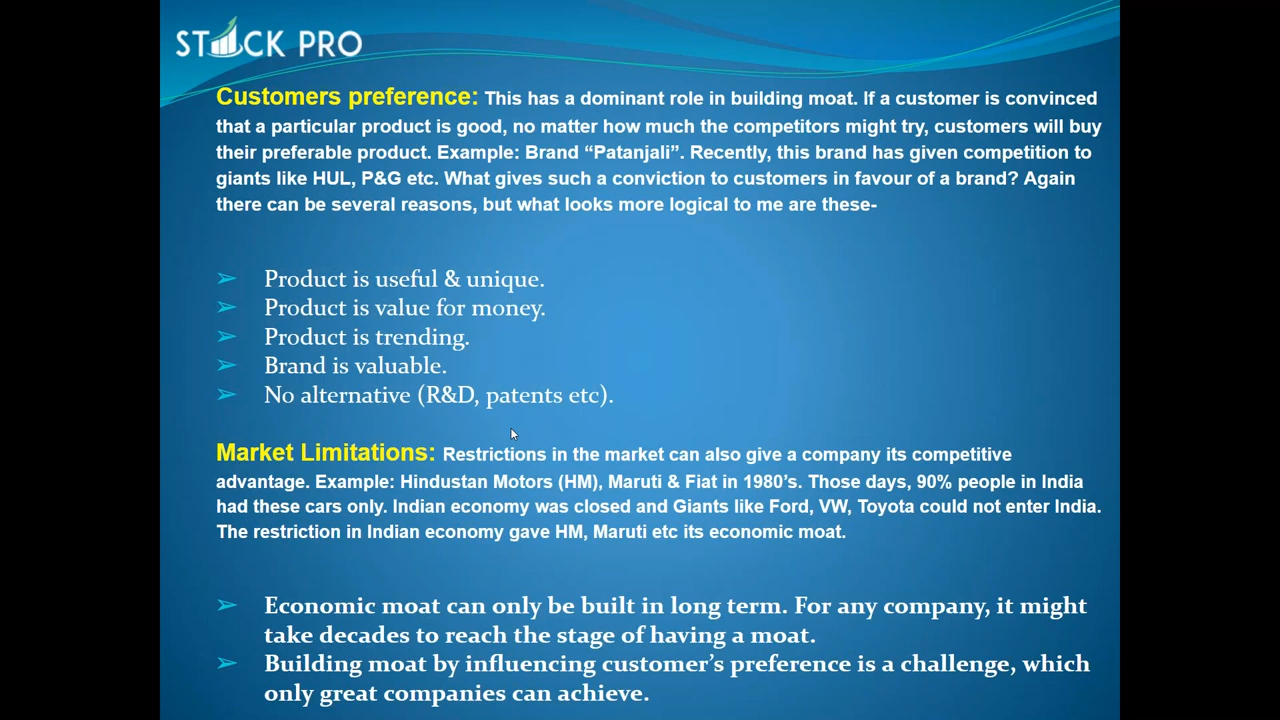 STOCK PRO
Customers preference: This has a dominant role in building moat. If a customer is convinced
that a particular product is good, no matter how much the competitors might try, customers will buy
their preferable product. Example: Brand “Patanjali”. Recently, this brand has given competition to
giants like HUL, P&G etc. What gives such a conviction to customers in favour of a brand? Again
there can be several reasons, but what looks more logical to me are these-
➢ Product is useful & unique.
➢ Product is value for money.
➢ Product is trending.
➢ Brand is valuable.
➢ No alternative (R&D, patents etc).
Market Limitations: Restrictions in the market can also give a company its competitive
advantage. Example: Hindustan Motors (HM), Maruti & Fiat in 1980’s. Those days, 90% people in India
had these cars only. Indian economy was closed and Giants like Ford, VW, Toyota could not enter India.
The restriction in Indian economy gave HM, Maruti etc its economic moat.
➢ Economic moat can only be built in long term. For any company, it might
take decades to reach the stage of having a moat.
➢ Building moat by influencing customer’s preference is a challenge, which
only great companies can achieve.